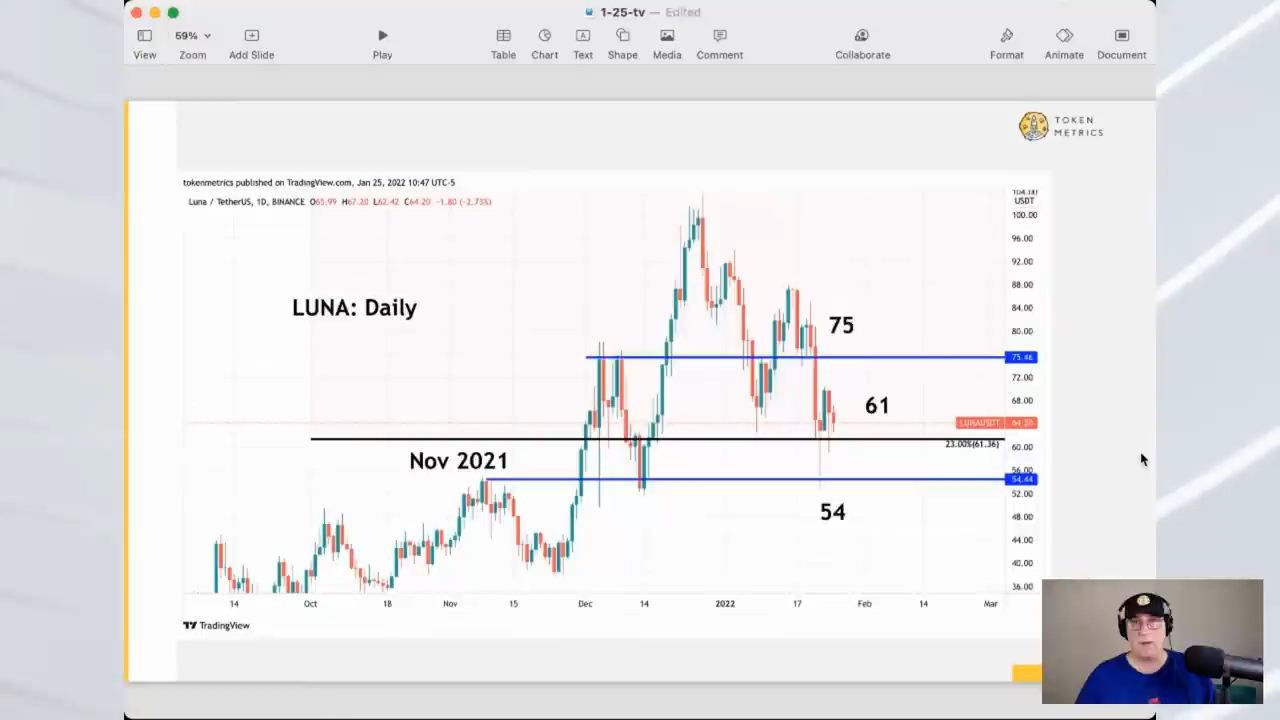 1-25-tv — Edited
59%
View Zoom Add Slide Play Table Chart Text Shape Media Comment Collaborate Format Animate Document
TOKEN
METRICS
tokenmetrics published on TradingView.com, Jan 25, 2022 10:47 UTC-5
Luna / TetherUS, 1D, BINANCE O65.99 H67.20 L62.42 C64.20 -1.80 (-2.73%)
USDT
100.00
96.00
92.00
88.00
LUNA: Daily
84.00
75
80.00
75.46
72.00
68.00
61
LUNAUSDT
23.00%(61.36)
60.00
Nov 2021
56.00
54.44
52.00
54
48.00
44.00
40.00
36.00
14 Oct 18 Nov 15 Dec 14 2022 17 Feb 14 Mar
TradingView